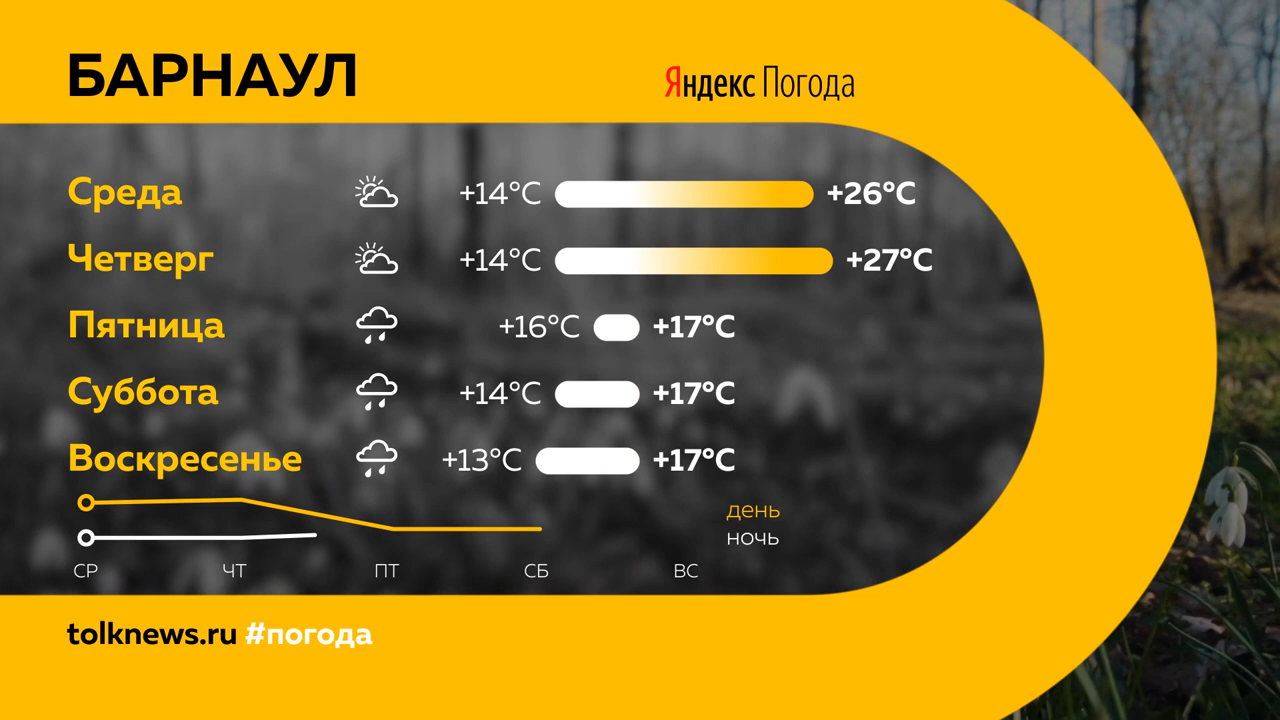 БАРНАУЛ
Яндекс Погода
Среда +14°C +26°C
Четверг +14°C +27°C
Пятница +16°C +17°C
Суббота +14°C +17°C
Воскресенье +13°C +17°C
день
ночь
СР ЧТ ПТ СБ ВС
tolknews.ru #погода